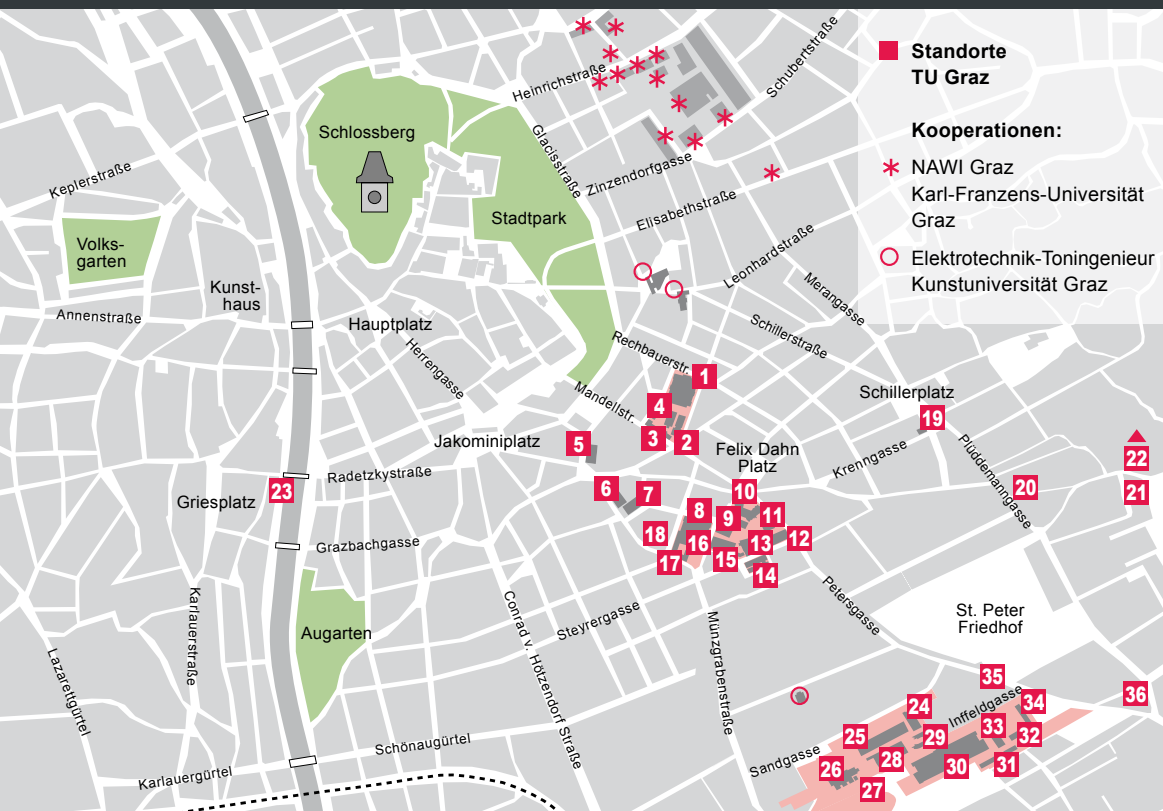 Standorte
TU Graz
Kooperationen:
NAWI Graz
Karl-Franzens-Universität
Graz
Elektrotechnik-Toningenieur
Kunstuniversität Graz
Heinrichstraße
Schubertstraße
Schlossberg
Glacisstraße
Keplerstraße
Zinzendorfgasse
Stadtpark
Elisabethstraße
Volks-
garten
Leonhardstraße
Kunst-
haus
Merangasse
Annenstraße
Hauptplatz
Schillerstraße
Herrengasse
Rechbauerstr.
1
Schillerplatz
Mandellstr.
4
19
Jakominiplatz
5
3
2
Felix Dahn
Platz
Krenngasse
Plüddemanngasse
22
Radetzkystraße
23
Griesplatz
6
7
10
20
21
8
9
11
Grazbachgasse
18
16
13
12
17
15
14
Karlauerstraße
Augarten
Steyrergasse
Conrad v. Hötzendorf Straße
Münzgrabenstraße
Petersgasse
St. Peter
Friedhof
Lazarettgürtel
35
36
24
Inffeldgasse
34
25
29
33
32
Schönaugürtel
Sandgasse
28
Karlauergürtel
26
30
31
27